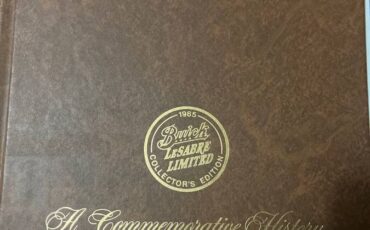 1985
Buick
LeSABRE
LIMITED
COLLECTOR'S EDITION
A Commemorative History